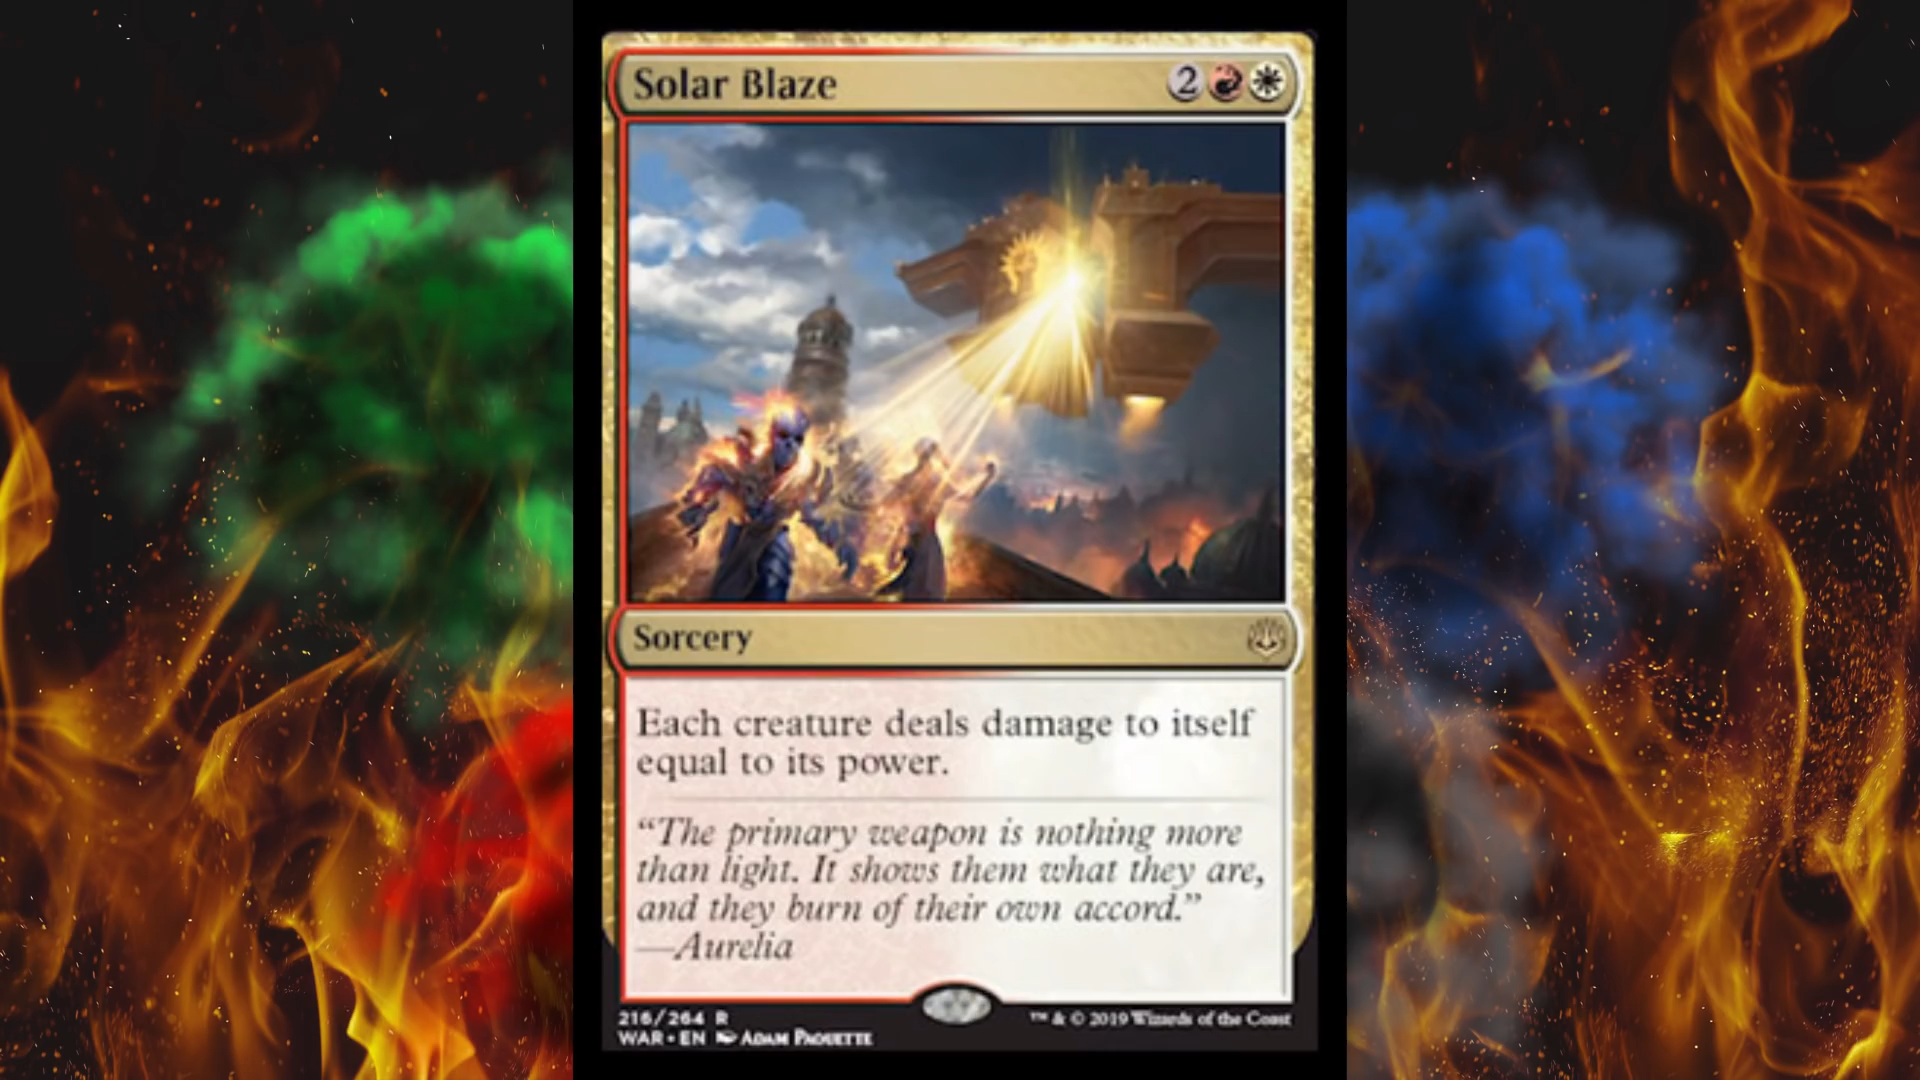 Solar Blaze 2
Sorcery
Each creature deals damage to itself
equal to its power.
“The primary weapon is nothing more
than light. It shows them what they are,
and they burn of their own accord.”
—Aurelia
216/264 R
WAR • EN ADAM PAQUETTE
™ & © 2019 Wizards of the Coast